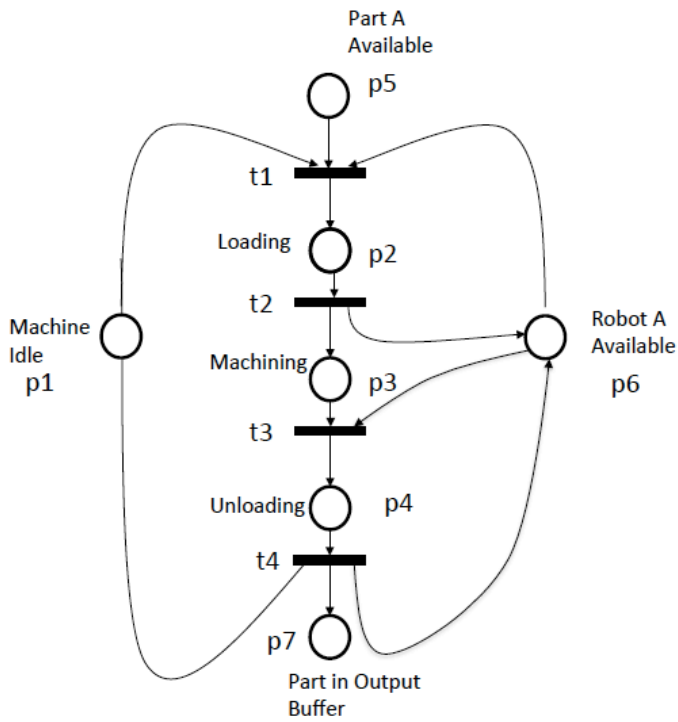 Part A
Available
p5
t1
Loading
p2
t2
Machine
Idle
p1
Robot A
Available
p6
Machining
p3
t3
Unloading
p4
t4
p7
Part in Output
Buffer